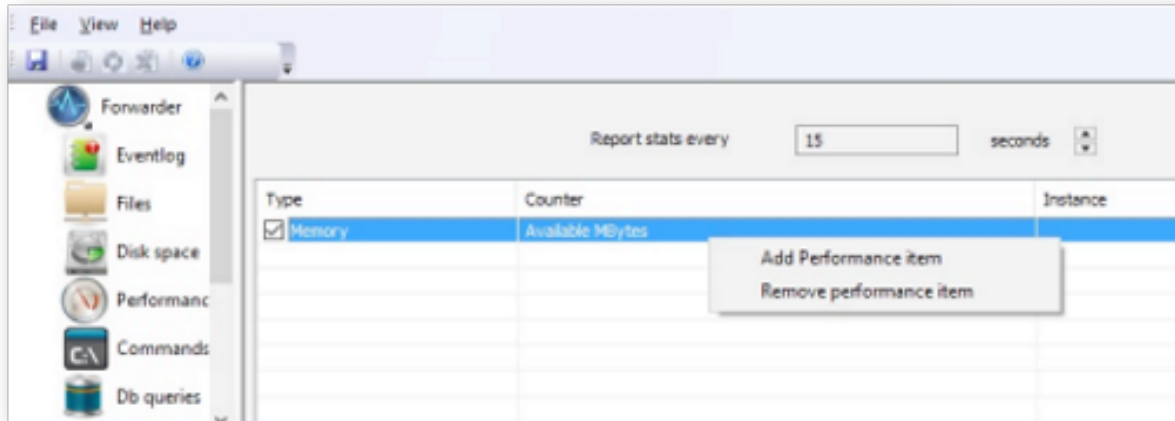 File View Help
Forwarder
Eventlog
Files
Disk space
Performanc
Commands
Db queries
Report stats every 15 seconds
Type Counter Instance
Memory Available MBytes
Add Performance item
Remove performance item
C:\